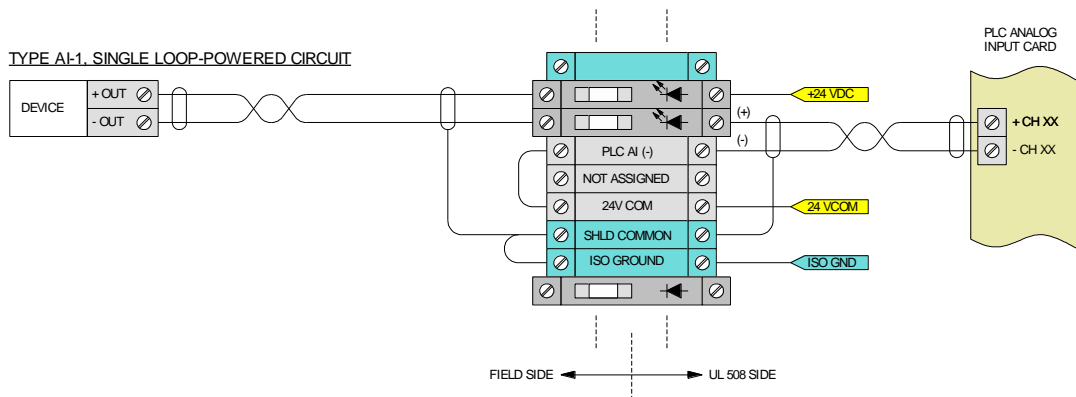 TYPE AI-1, SINGLE LOOP-POWERED CIRCUIT
PLC ANALOG
INPUT CARD
DEVICE
+ OUT
- OUT
+24 VDC
(+)
(-)
+ CH XX
- CH XX
PLC AI (-)
NOT ASSIGNED
24V COM
24 VCOM
SHLD COMMON
ISO GROUND
ISO GND
FIELD SIDE
UL 508 SIDE